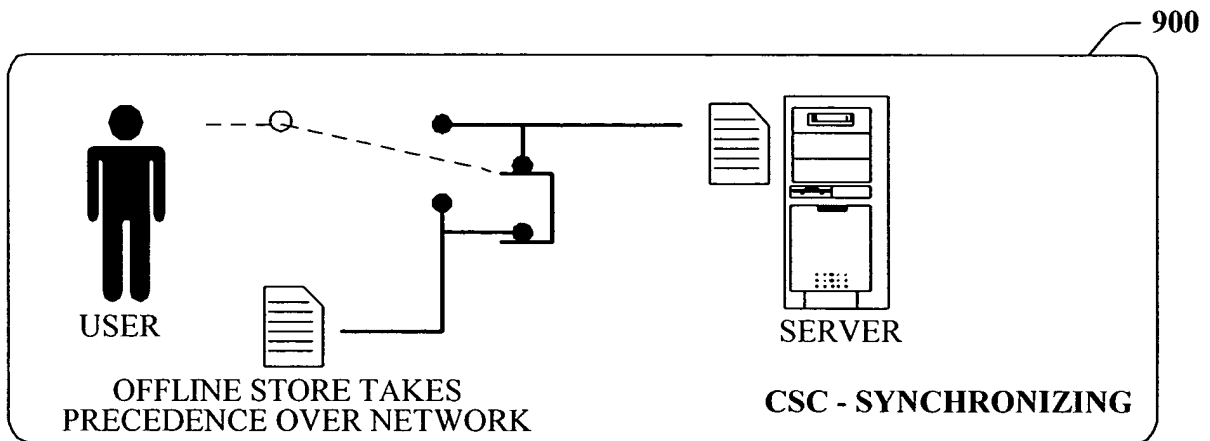 900
USER
SERVER
OFFLINE STORE TAKES
PRECEDENCE OVER NETWORK
CSC - SYNCHRONIZING